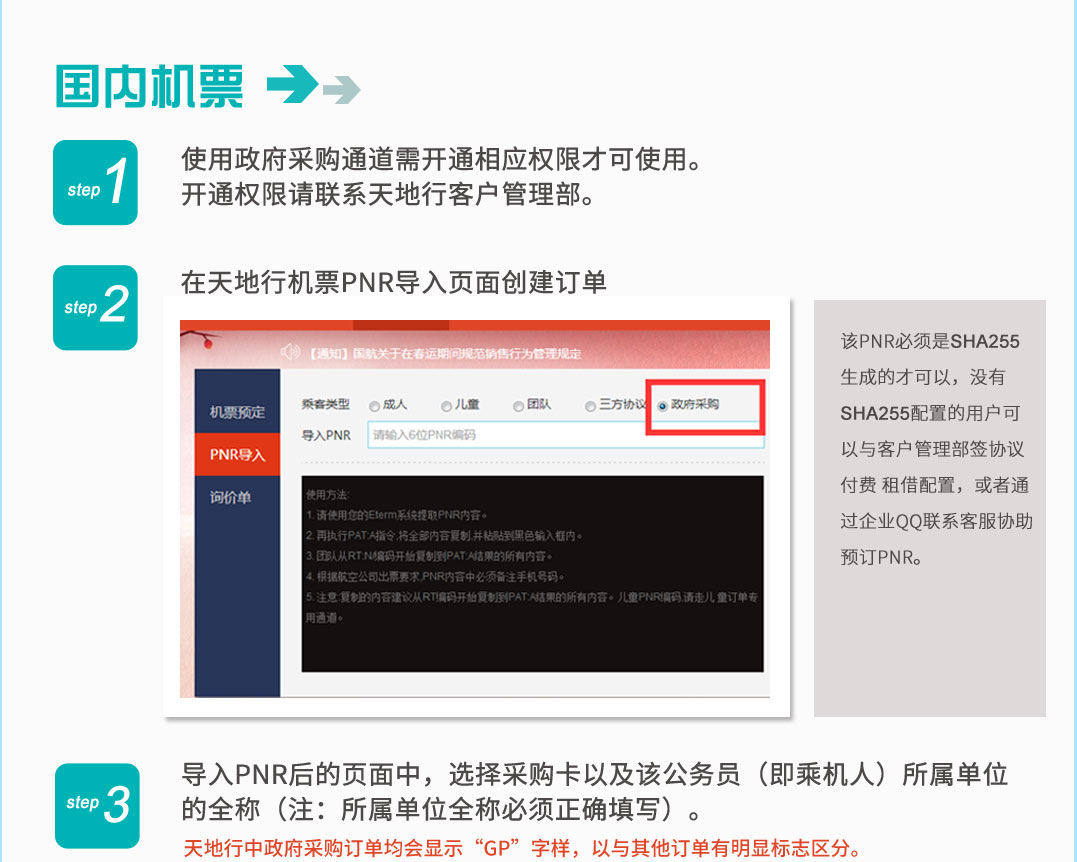 国内机票
step 1
使用政府采购通道需开通相应权限才可使用。
开通权限请联系天地行客户管理部。
step 2
在天地行机票PNR导入页面创建订单
【通知】国航关于在春运期间规范销售行为管理规定
机票预定
PNR导入
询价单
乘客类型 成人 儿童 团队 三方协议 政府采购
导入PNR 请输入6位PNR编码
使用方法:
1. 请使用您的Eterm系统提取PNR内容。
2. 再执行PAT:A指令,将全部内容复制,并粘贴到黑色输入框内。
3. 团队从RT:N/编码开始复制到PAT:A结果的所有内容。
4. 根据航空公司出票要求,PNR内容中必须备注手机号码。
5. 注意:复制的内容建议从RT/编码开始复制到PAT:A结果的所有内容。儿童PNR编码,请走儿 童订单专
用通道。
该PNR必须是SHA255
生成的才可以，没有
SHA255配置的用户可
以与客户管理部签协议
付费 租借配置，或者通
过企业QQ联系客服协助
预订PNR。
step 3
导入PNR后的页面中，选择采购卡以及该公务员（即乘机人）所属单位
的全称（注：所属单位全称必须正确填写）。
天地行中政府采购订单均会显示“GP”字样，以与其他订单有明显标志区分。